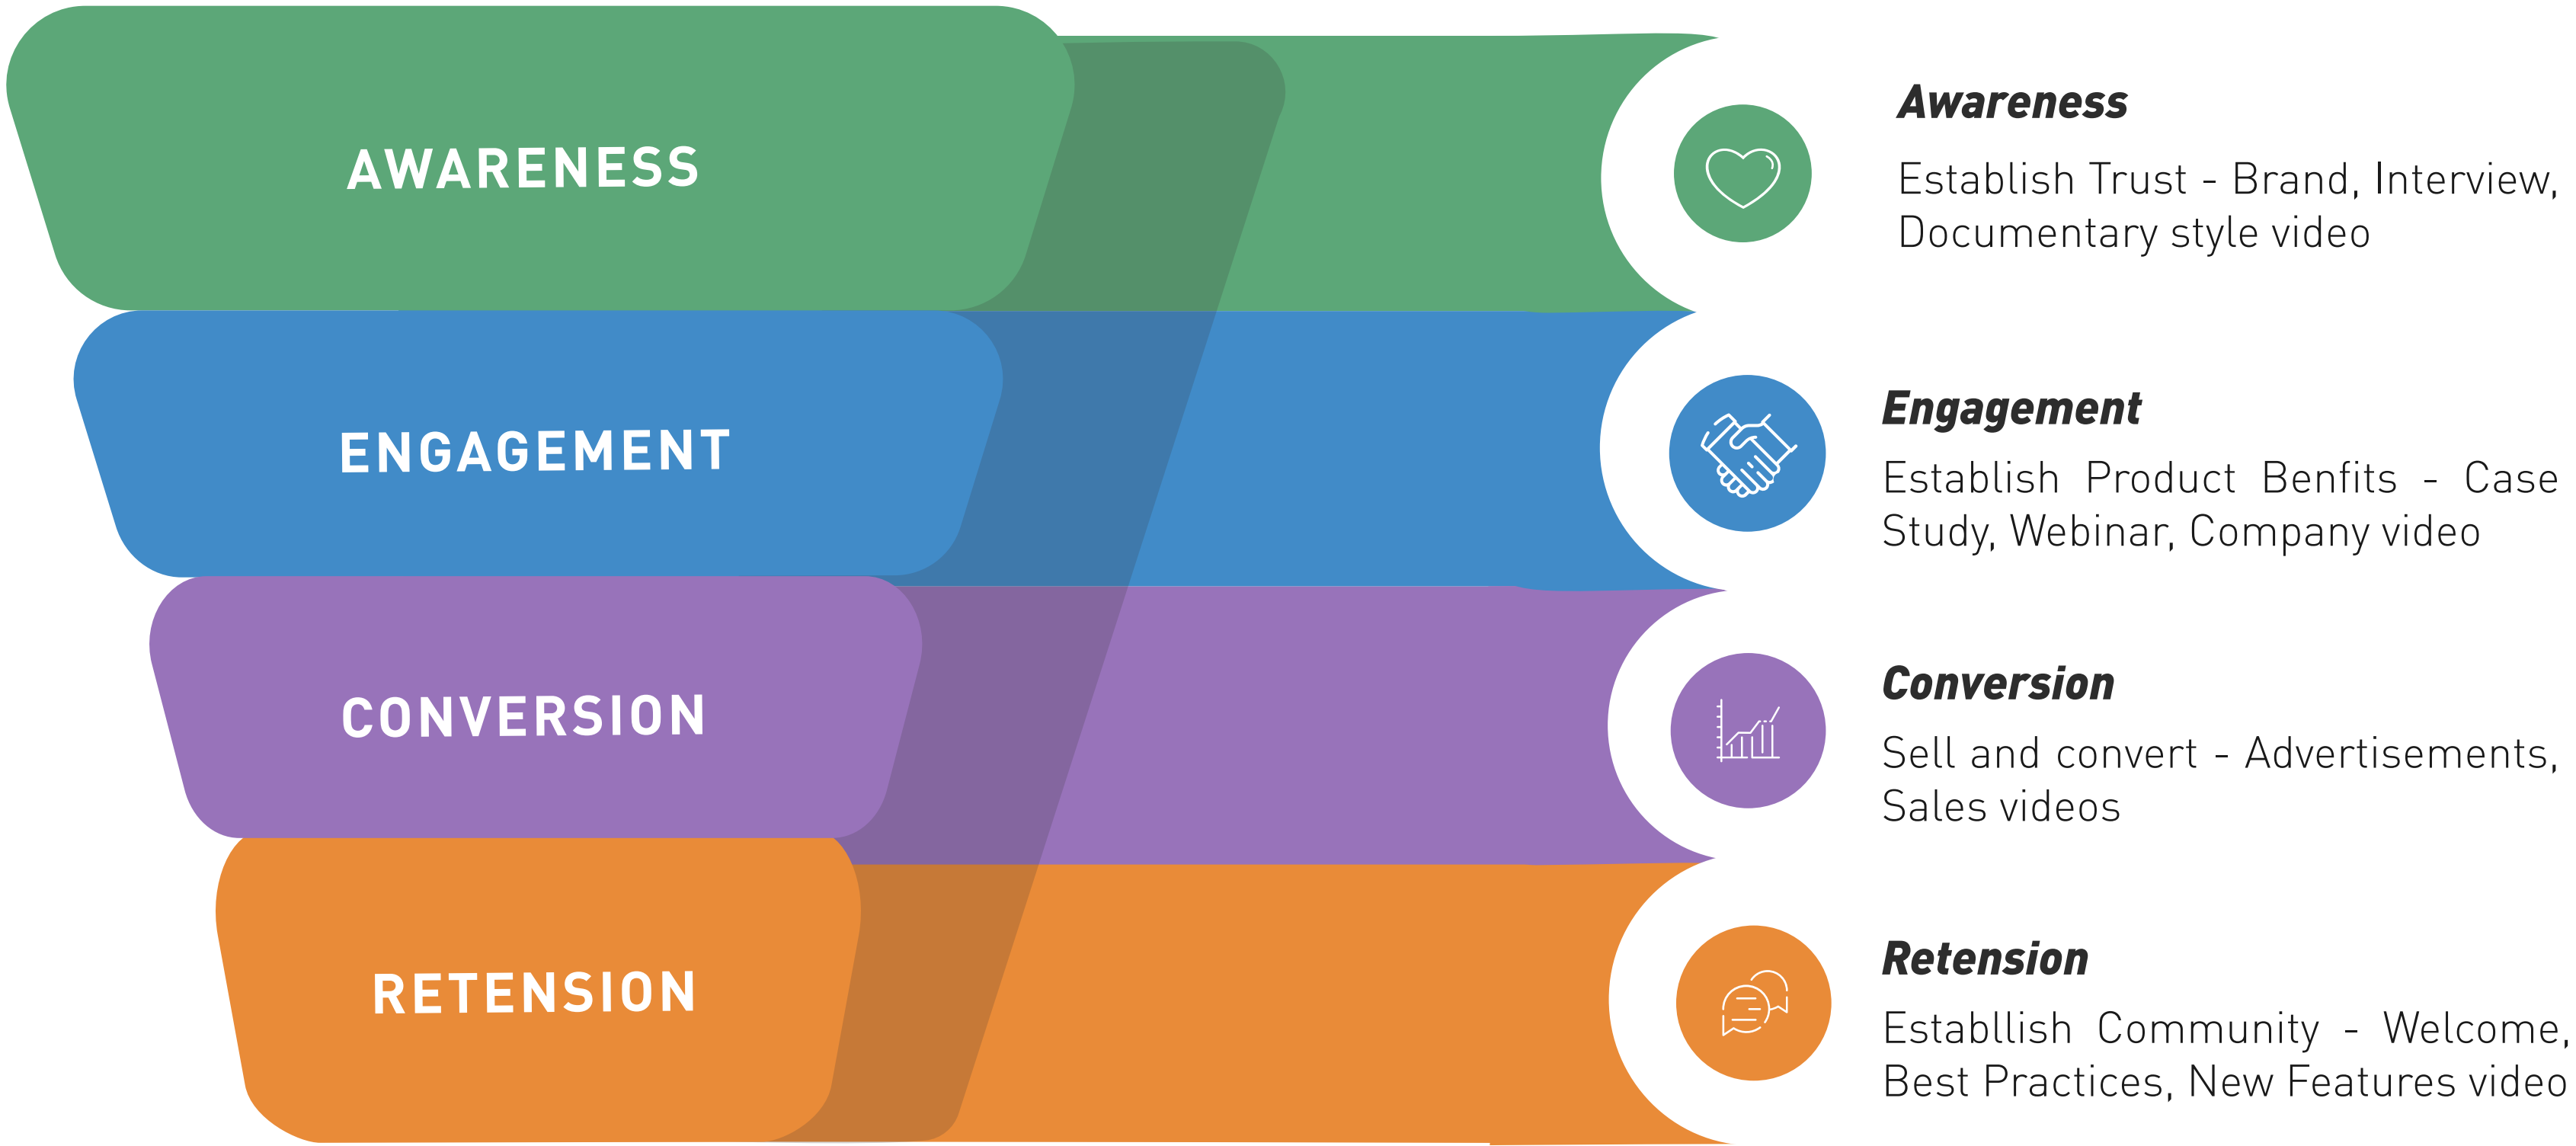 AWARENESS
Awareness
Establish Trust - Brand, Interview,
Documentary style video
ENGAGEMENT
Engagement
Establish Product Benfits - Case
Study, Webinar, Company video
CONVERSION
Conversion
Sell and convert - Advertisements,
Sales videos
RETENSION
Retension
Establlish Community - Welcome,
Best Practices, New Features video